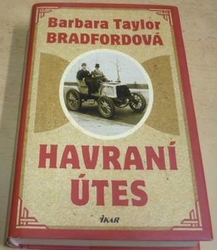 Barbara Taylor
BRADFORDOVÁ
HAVRANÍ
ÚTES
IKAR